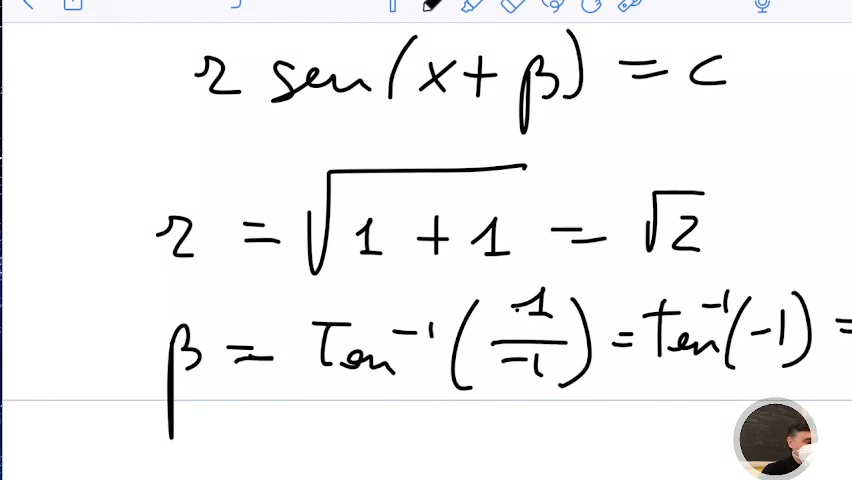 r sen(x + β) = c
r = √1 + 1 = √2
β = Tan⁻¹(1/-1) = tan⁻¹(-1) =